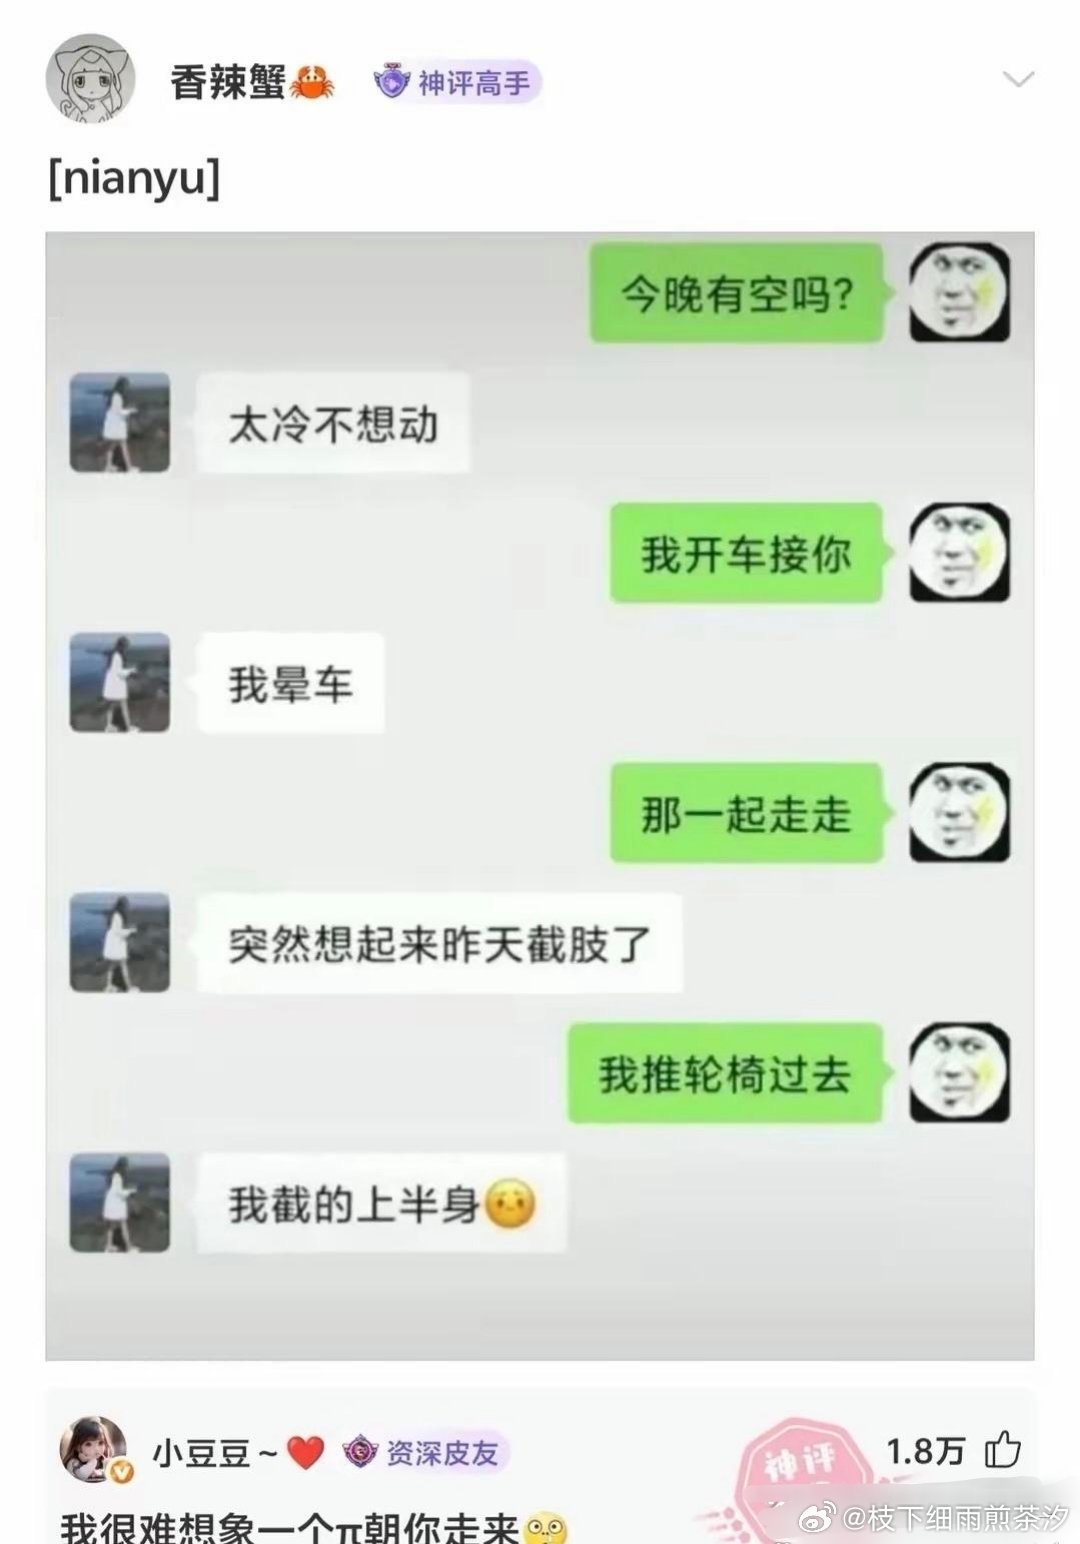 香辣蟹🦀 神评高手
[nianyu]
今晚有空吗?
太冷不想动
我开车接你
我晕车
那一起走走
突然想起来昨天截肢了
我推轮椅过去
我截的上半身
小豆豆~❤️ 资深皮友
神评
1.8万
我很难想象一个π朝你走来
@枝下细雨煎茶汐